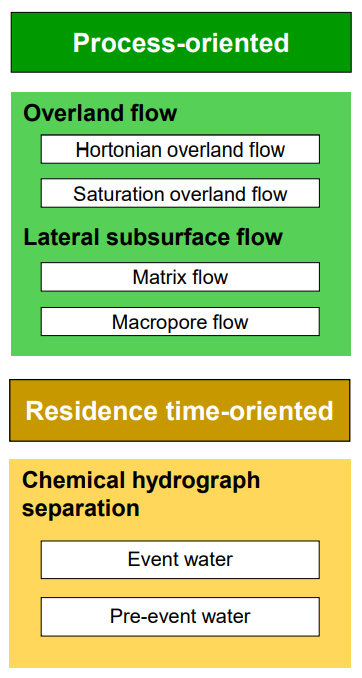 Process-oriented
Overland flow
Hortonian overland flow
Saturation overland flow
Lateral subsurface flow
Matrix flow
Macropore flow
Residence time-oriented
Chemical hydrograph
separation
Event water
Pre-event water